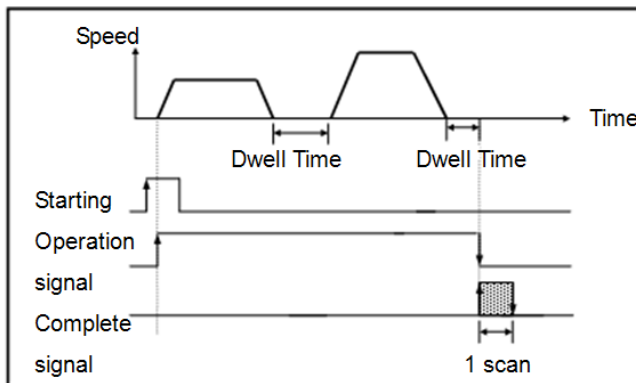 Speed
Time
Dwell Time
Dwell Time
Starting
Operation
signal
Complete
signal
1 scan